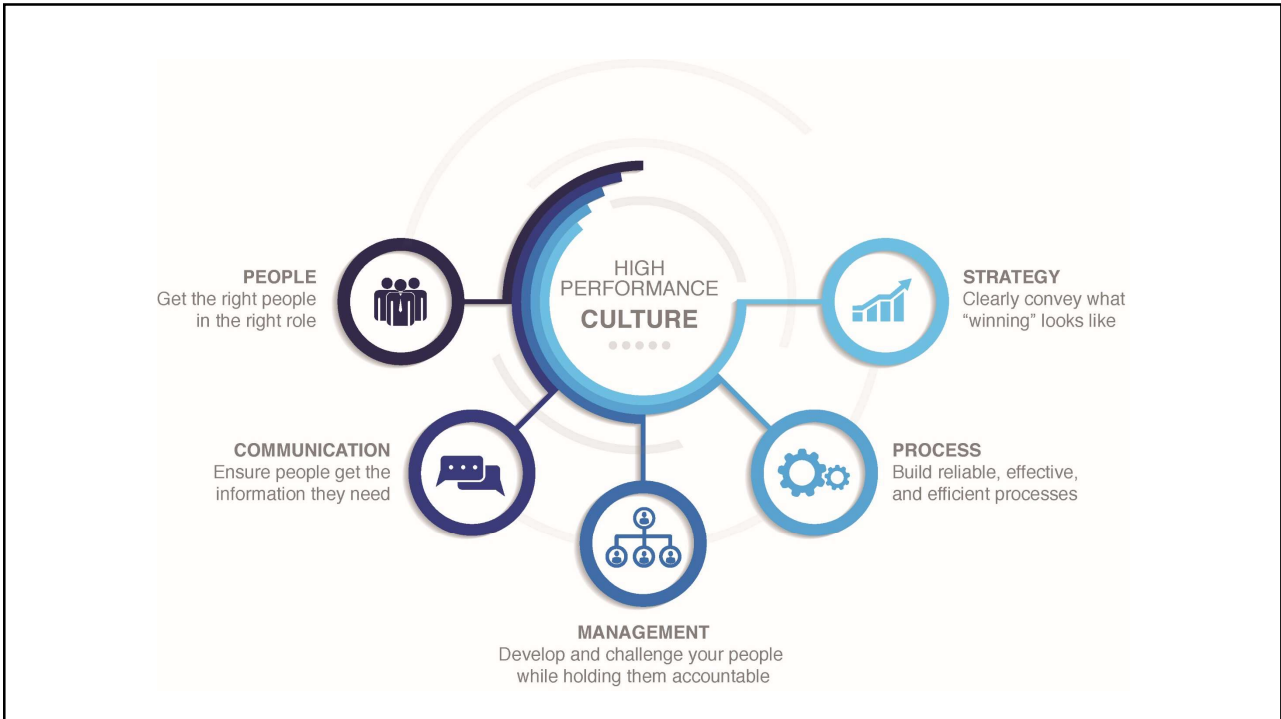 HIGH
PERFORMANCE
CULTURE
PEOPLE
Get the right people
in the right role
COMMUNICATION
Ensure people get the
information they need
MANAGEMENT
Develop and challenge your people
while holding them accountable
PROCESS
Build reliable, effective,
and efficient processes
STRATEGY
Clearly convey what
“winning” looks like